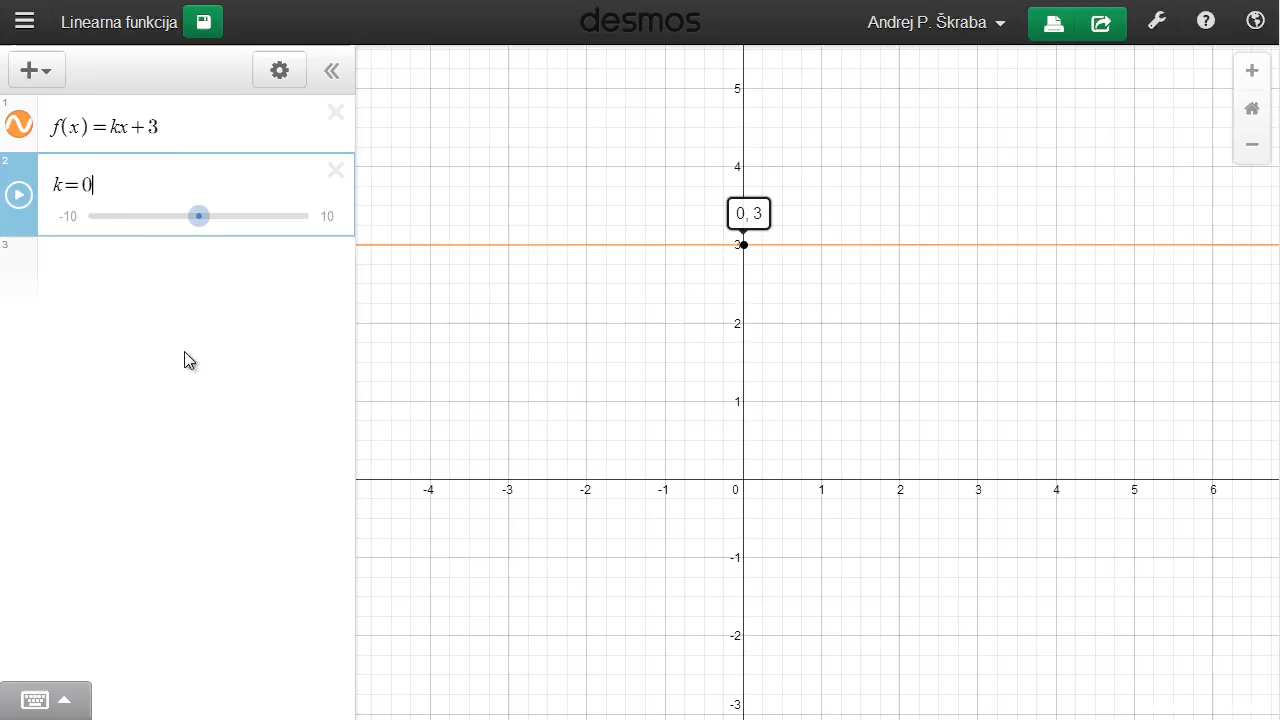 Linearna funkcija
desmos
Andrej P. Škraba
1
f(x)=kx+3
2
k=0
-10
10
3
5
4
0, 3
3
2
1
-4 -3 -2 -1 0 1 2 3 4 5 6
-1
-2
-3